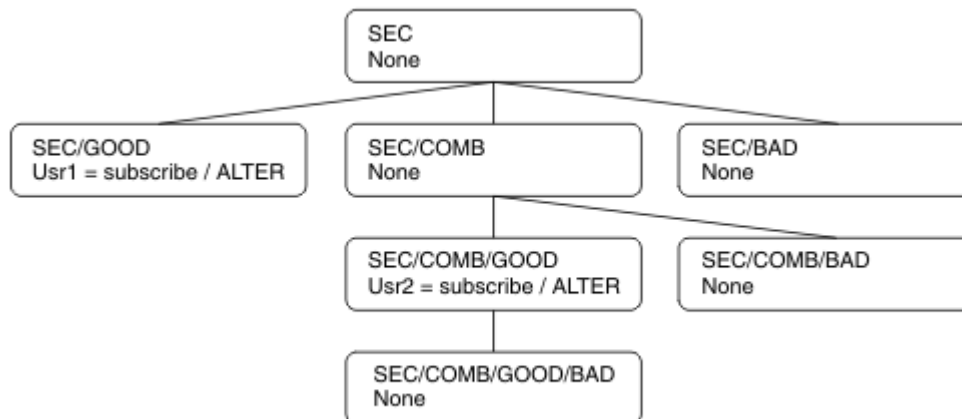 SEC
None
SEC/GOOD
Usr1 = subscribe / ALTER
SEC/COMB
None
SEC/BAD
None
SEC/COMB/GOOD
Usr2 = subscribe / ALTER
SEC/COMB/BAD
None
SEC/COMB/GOOD/BAD
None